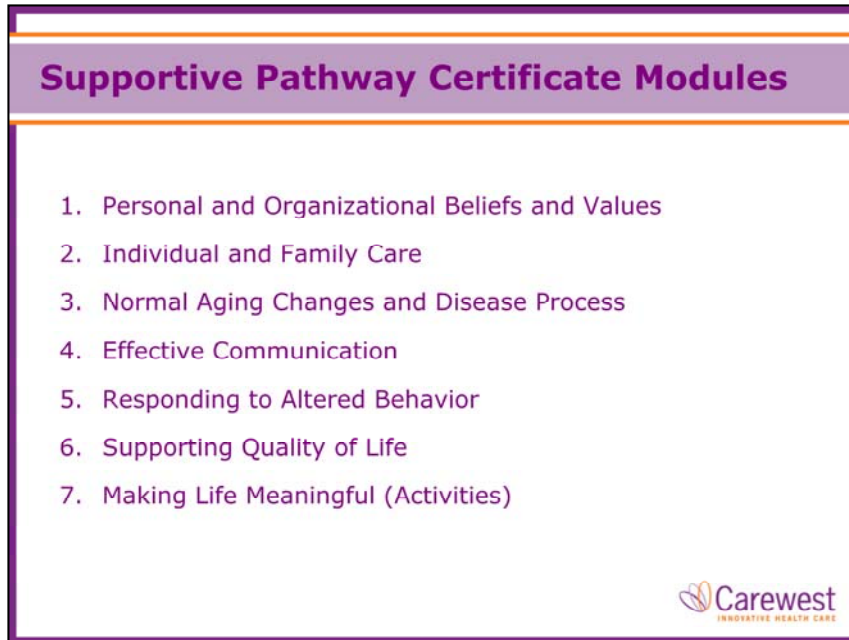 Supportive Pathway Certificate Modules
1. Personal and Organizational Beliefs and Values
2. Individual and Family Care
3. Normal Aging Changes and Disease Process
4. Effective Communication
5. Responding to Altered Behavior
6. Supporting Quality of Life
7. Making Life Meaningful (Activities)
Carewest
INNOVATIVE HEALTH CARE